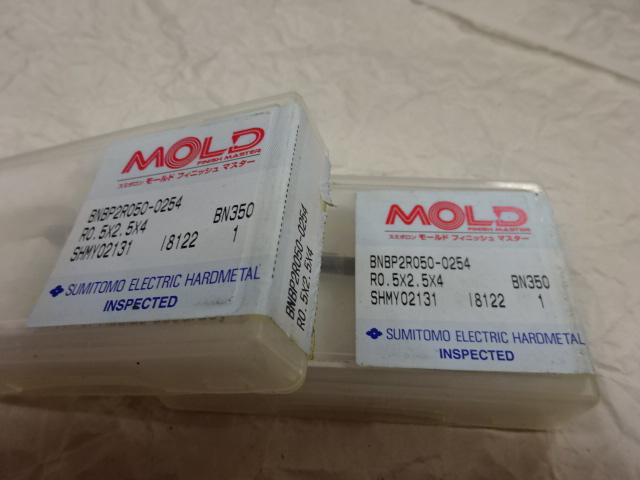 MOLD
FINISH MASTER
スミボロン モールド フィニッシュ マスター
BNBP2R050-0254
R0.5X2.5X4 BN350
SHMY02131 I8122 1
SUMITOMO ELECTRIC HARDMETAL
INSPECTED
BNBP2R050-0254
R0.5X2.5X4
MOLD
FINISH MASTER
スミボロン モールド フィニッシュ マスター
BNBP2R050-0254
R0.5X2.5X4 BN350
SHMY02131 I8122 1
SUMITOMO ELECTRIC HARDMETAL
INSPECTED